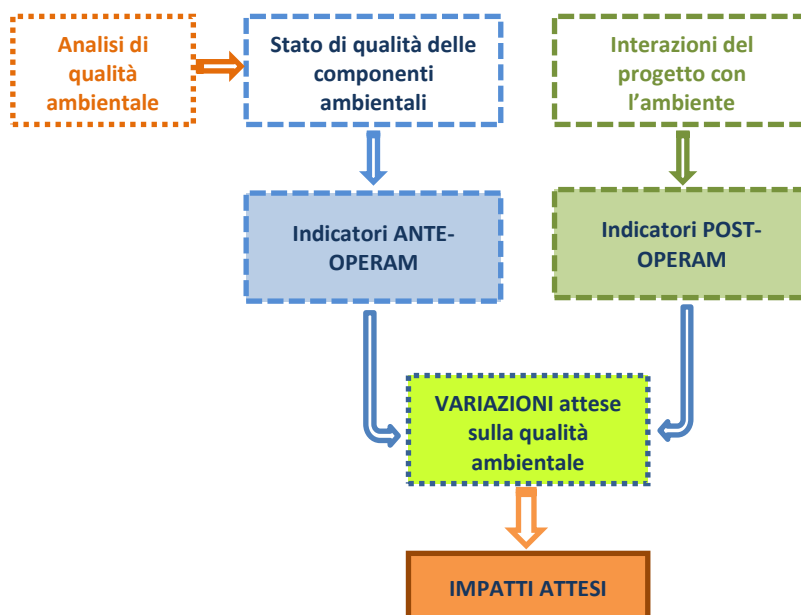 Analisi di
qualità
ambientale
Stato di qualità delle
componenti
ambientali
Interazioni del
progetto con
l’ambiente
Indicatori ANTE-
OPERAM
Indicatori POST-
OPERAM
VARIAZIONI attese
sulla qualità
ambientale
IMPATTI ATTESI